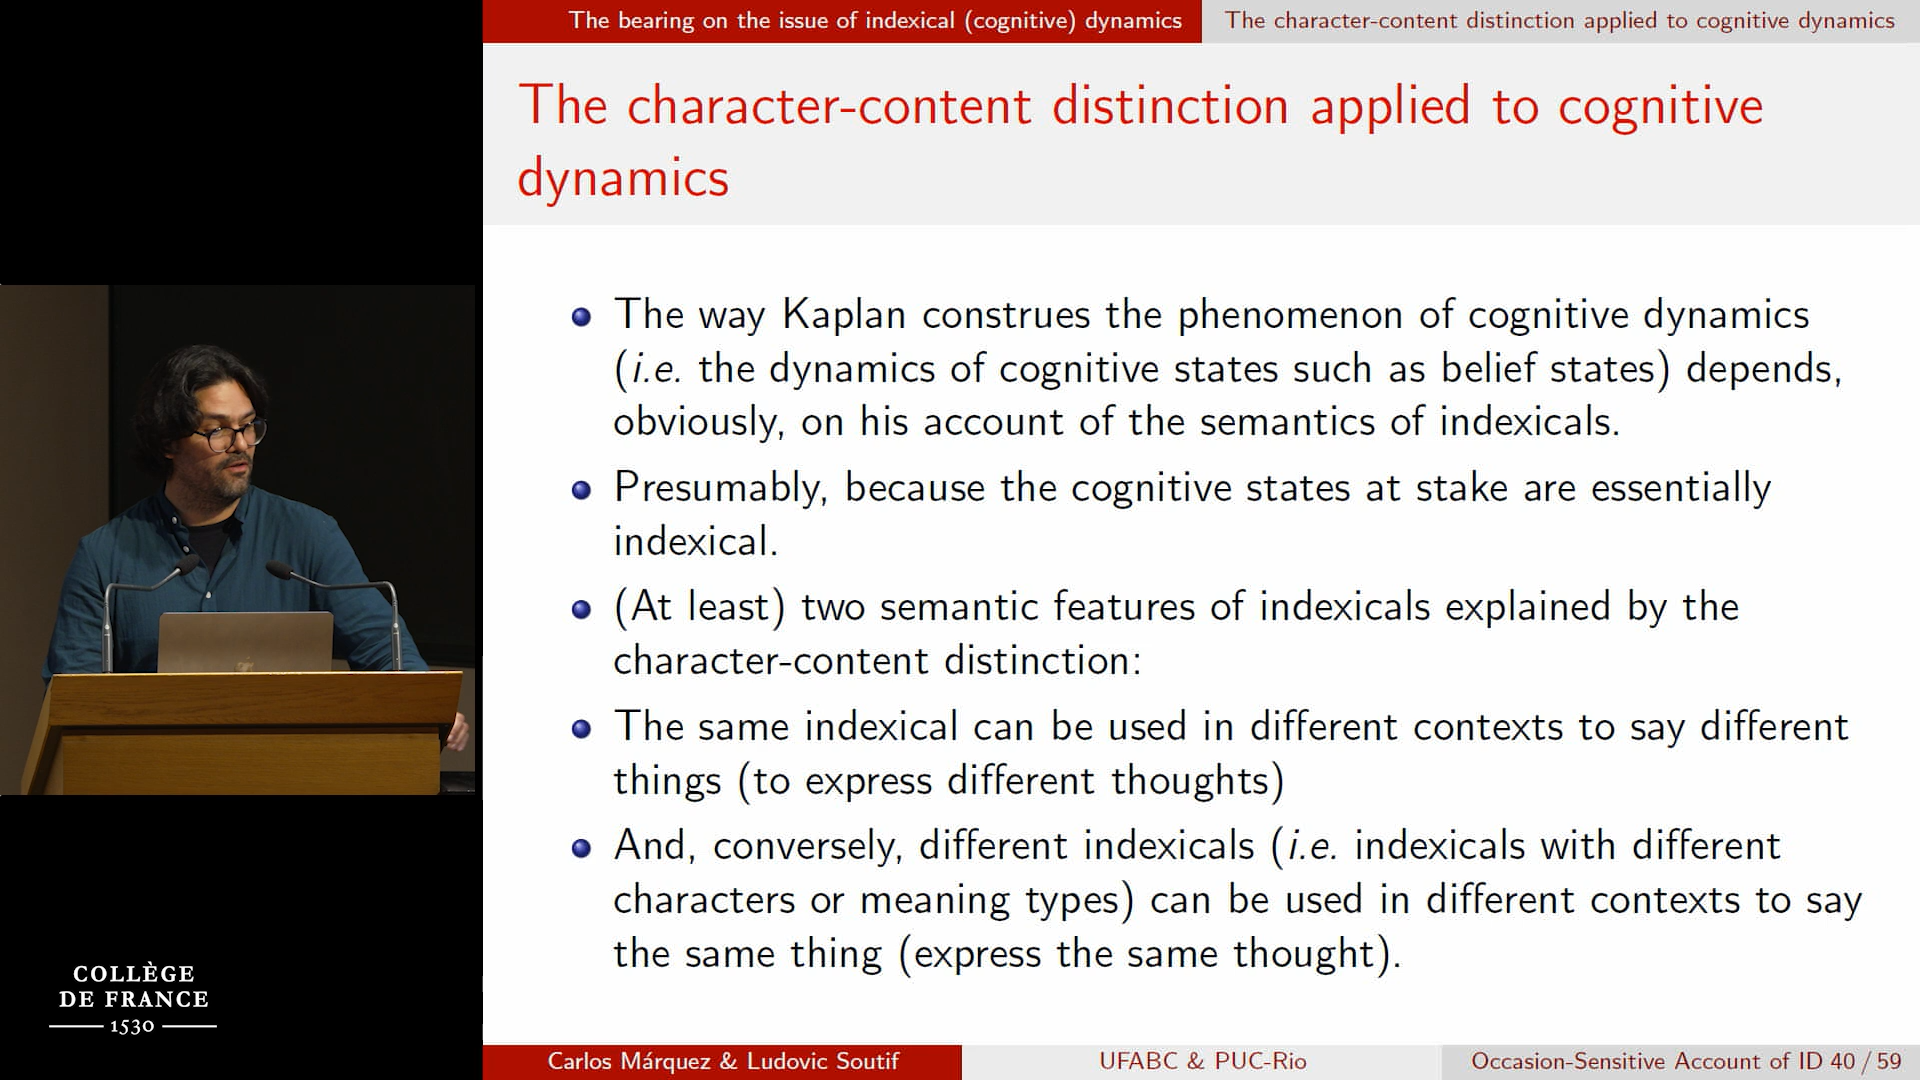 The bearing on the issue of indexical (cognitive) dynamics
The character-content distinction applied to cognitive dynamics
The character-content distinction applied to cognitive
dynamics
The way Kaplan construes the phenomenon of cognitive dynamics
(i.e. the dynamics of cognitive states such as belief states) depends,
obviously, on his account of the semantics of indexicals.
Presumably, because the cognitive states at stake are essentially
indexical.
(At least) two semantic features of indexicals explained by the
character-content distinction:
The same indexical can be used in different contexts to say different
things (to express different thoughts)
And, conversely, different indexicals (i.e. indexicals with different
characters or meaning types) can be used in different contexts to say
the same thing (express the same thought).
COLLÈGE
DE FRANCE
1530
Carlos Márquez & Ludovic Soutif
UFABC & PUC-Rio
Occasion-Sensitive Account of ID 40 / 59